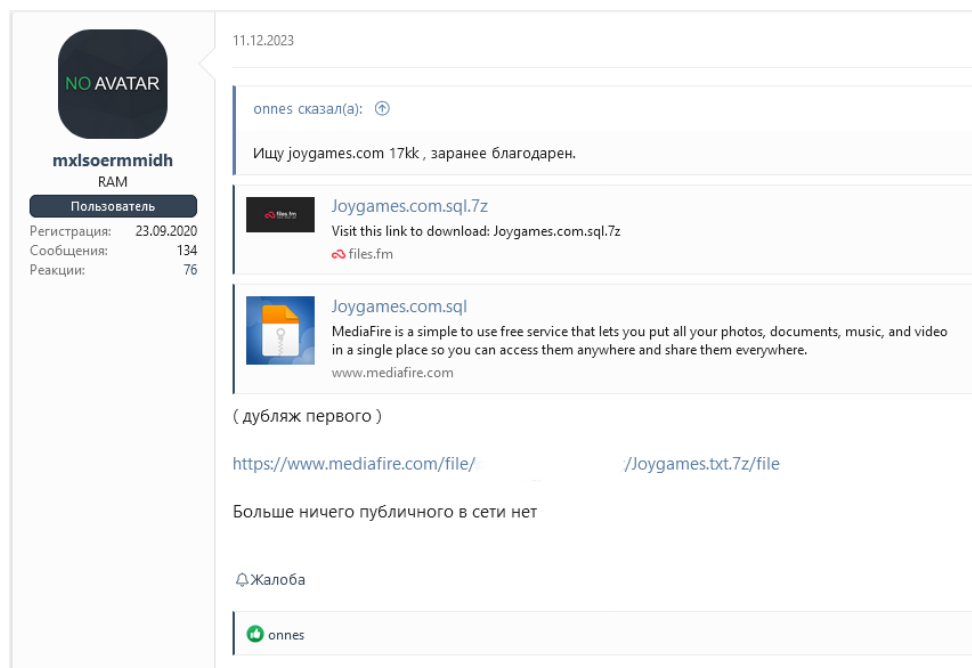 NO AVATAR
mxlsoermmidh
RAM
Пользователь
Регистрация: 23.09.2020
Сообщения: 134
Реакции: 76
11.12.2023
onnes сказал(а):
Ищу joygames.com 17kk , заранее благодарен.
files.fm
Joygames.com.sql.7z
Visit this link to download: Joygames.com.sql.7z
files.fm
Joygames.com.sql
MediaFire is a simple to use free service that lets you put all your photos, documents, music, and video
in a single place so you can access them anywhere and share them everywhere.
www.mediafire.com
( дубляж первого )
https://www.mediafire.com/file/ /Joygames.txt.7z/file
Больше ничего публичного в сети нет
Жалоба
onnes